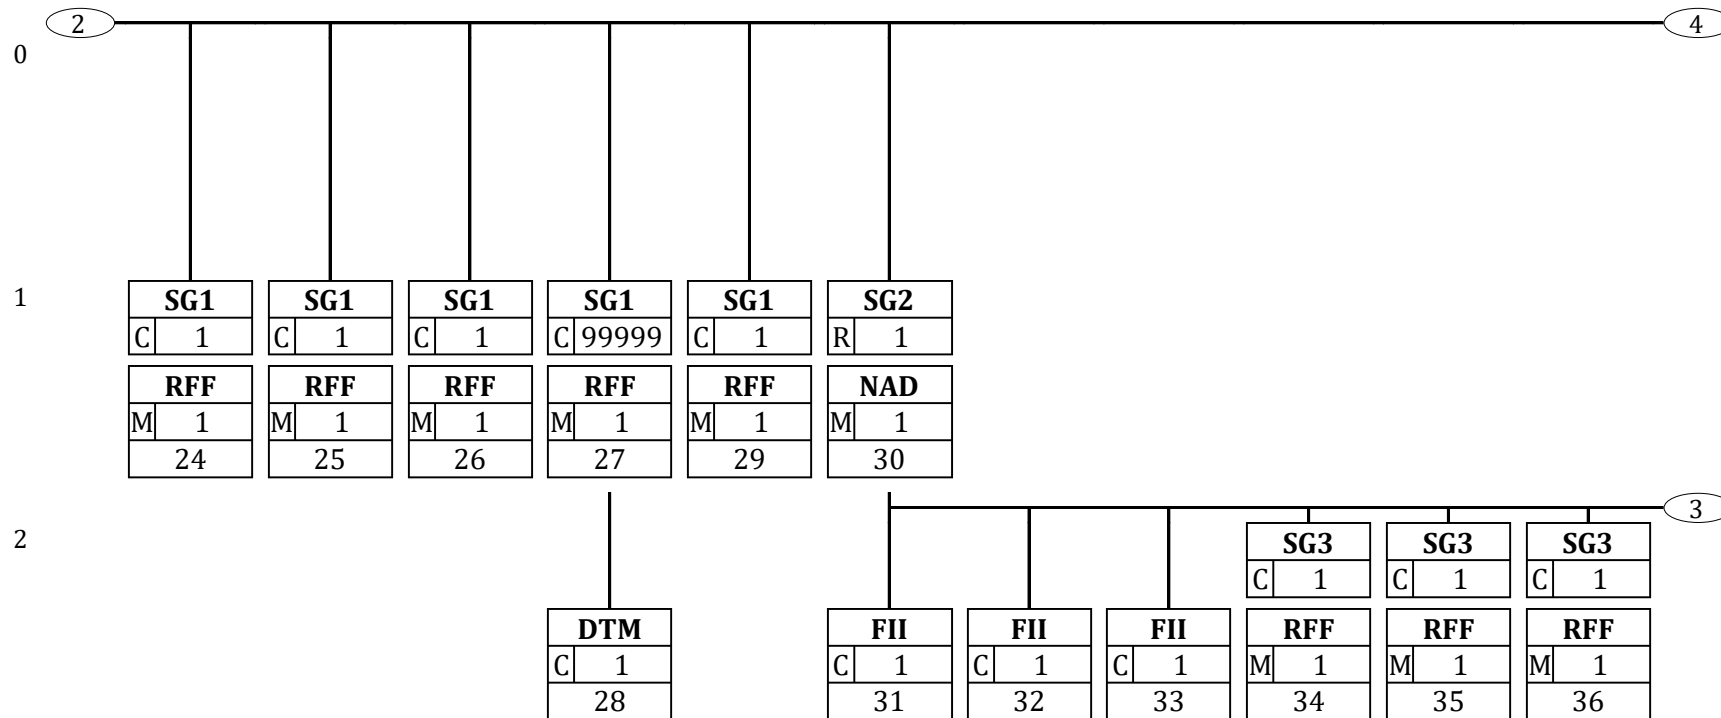 2 4
0
1 SG1 SG1 SG1 SG1 SG1 SG2
C 1 C 1 C 1 C 99999 C 1 R 1
RFF RFF RFF RFF RFF NAD
M 1 M 1 M 1 M 1 M 1 M 1
24 25 26 27 29 30
3
2 SG3 SG3 SG3
C 1 C 1 C 1
DTM FII FII FII RFF RFF RFF
C 1 C 1 C 1 C 1 M 1 M 1 M 1
28 31 32 33 34 35 36